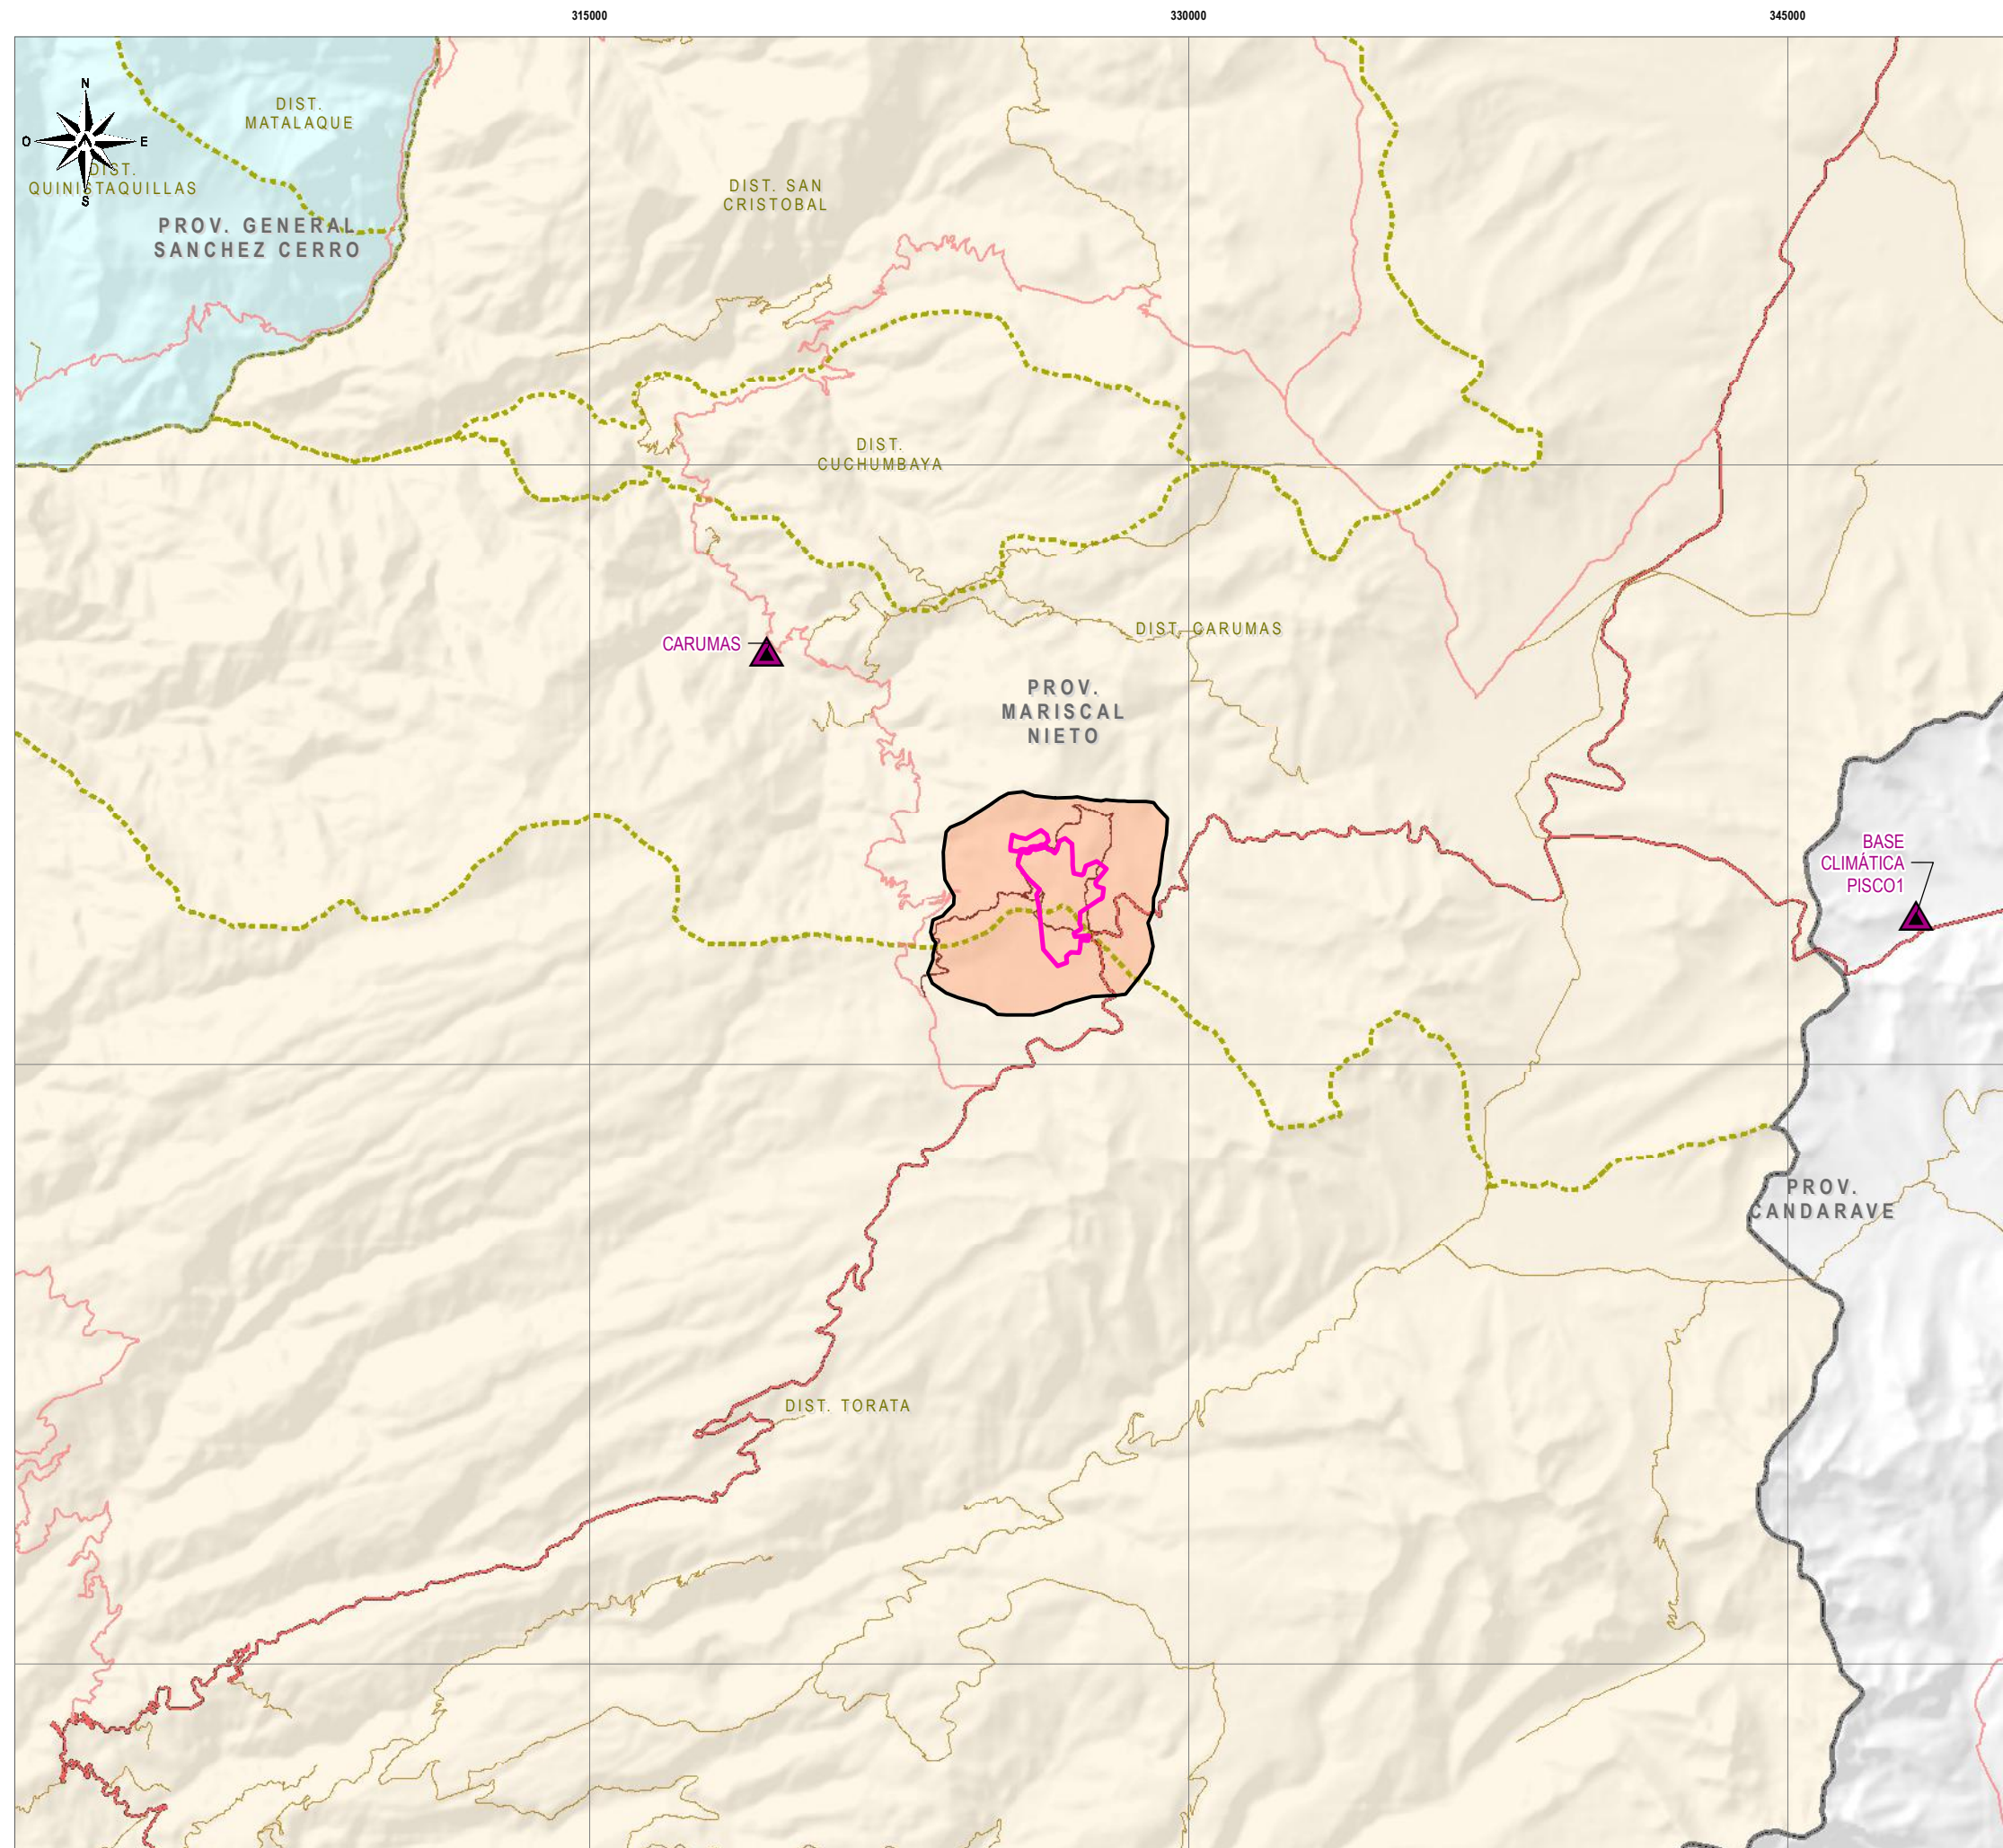 315000
330000
345000
N
O
E
S
DIST.
MATALAQUE
DIST.
QUINISTAQUILLAS
PROV. GENERAL
SANCHEZ CERRO
DIST. SAN
CRISTOBAL
DIST.
CUCHUMBAYA
CARUMAS
DIST. CARUMAS
PROV.
MARISCAL
NIETO
BASE
CLIMÁTICA
PISCO1
PROV.
CANDARAVE
DIST. TORATA